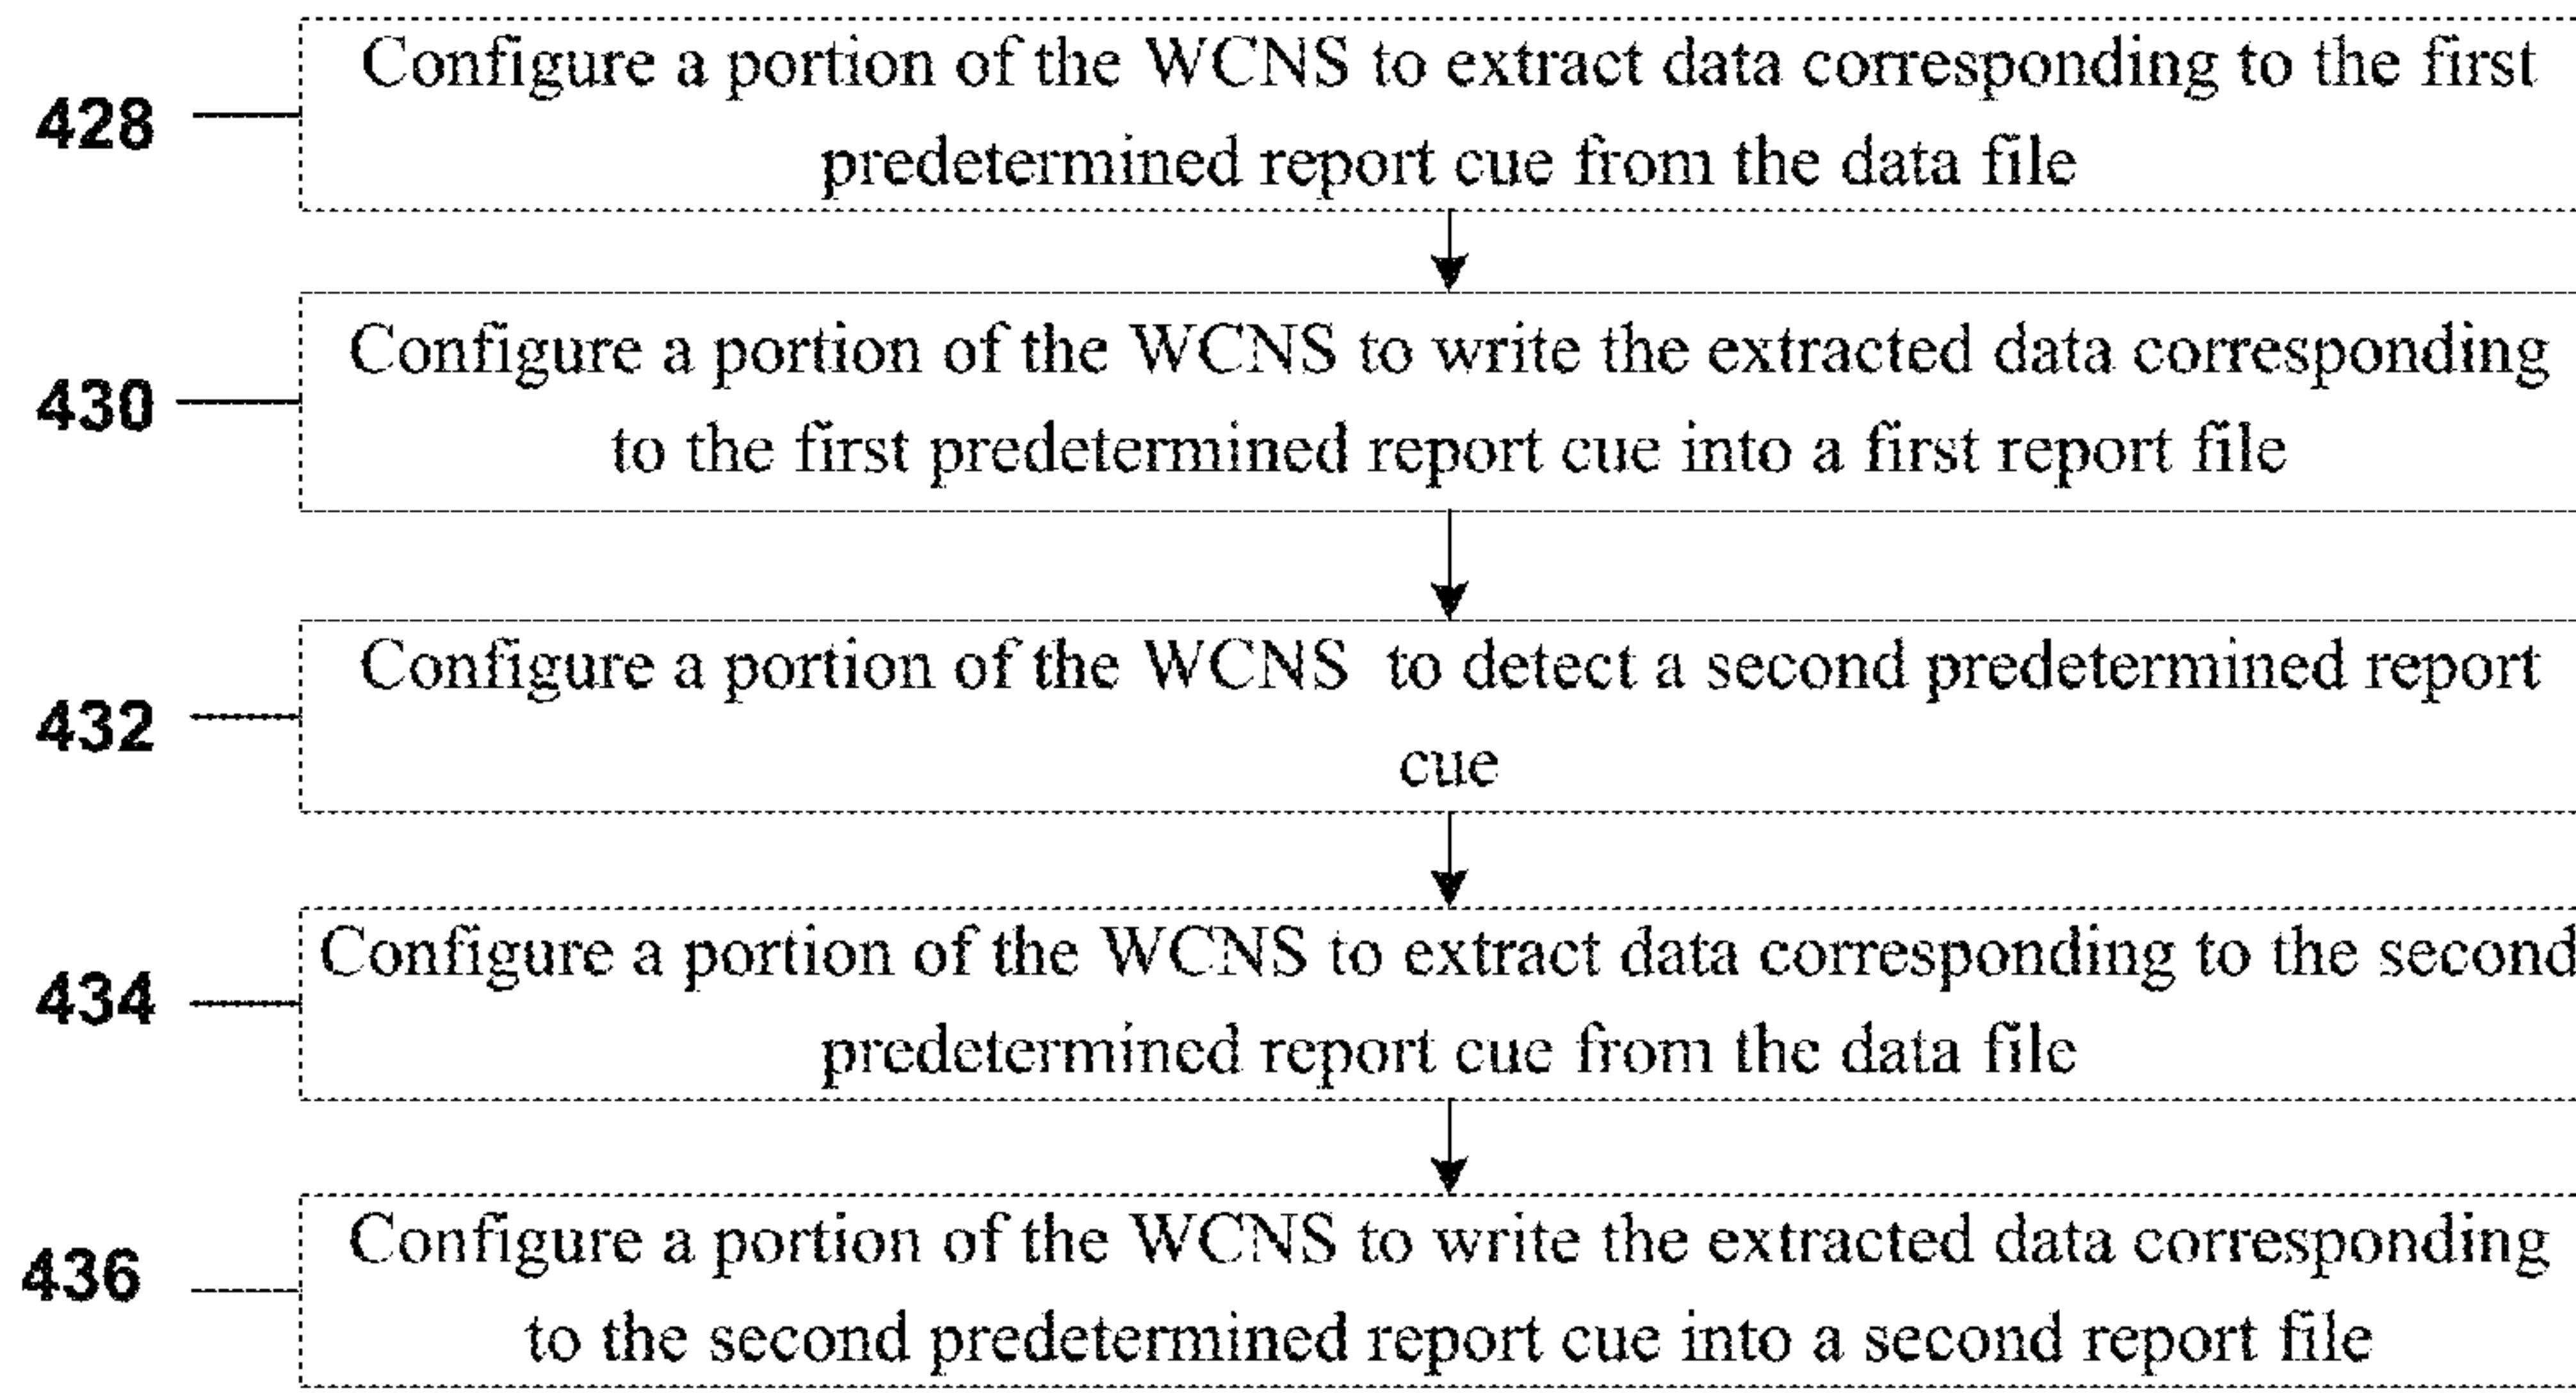 428
Configure a portion of the WCNS to extract data corresponding to the first
predetermined report cue from the data file
430
Configure a portion of the WCNS to write the extracted data corresponding
to the first predetermined report cue into a first report file
432
Configure a portion of the WCNS to detect a second predetermined report
cue
434
Configure a portion of the WCNS to extract data corresponding to the second
predetermined report cue from the data file
436
Configure a portion of the WCNS to write the extracted data corresponding
to the second predetermined report cue into a second report file